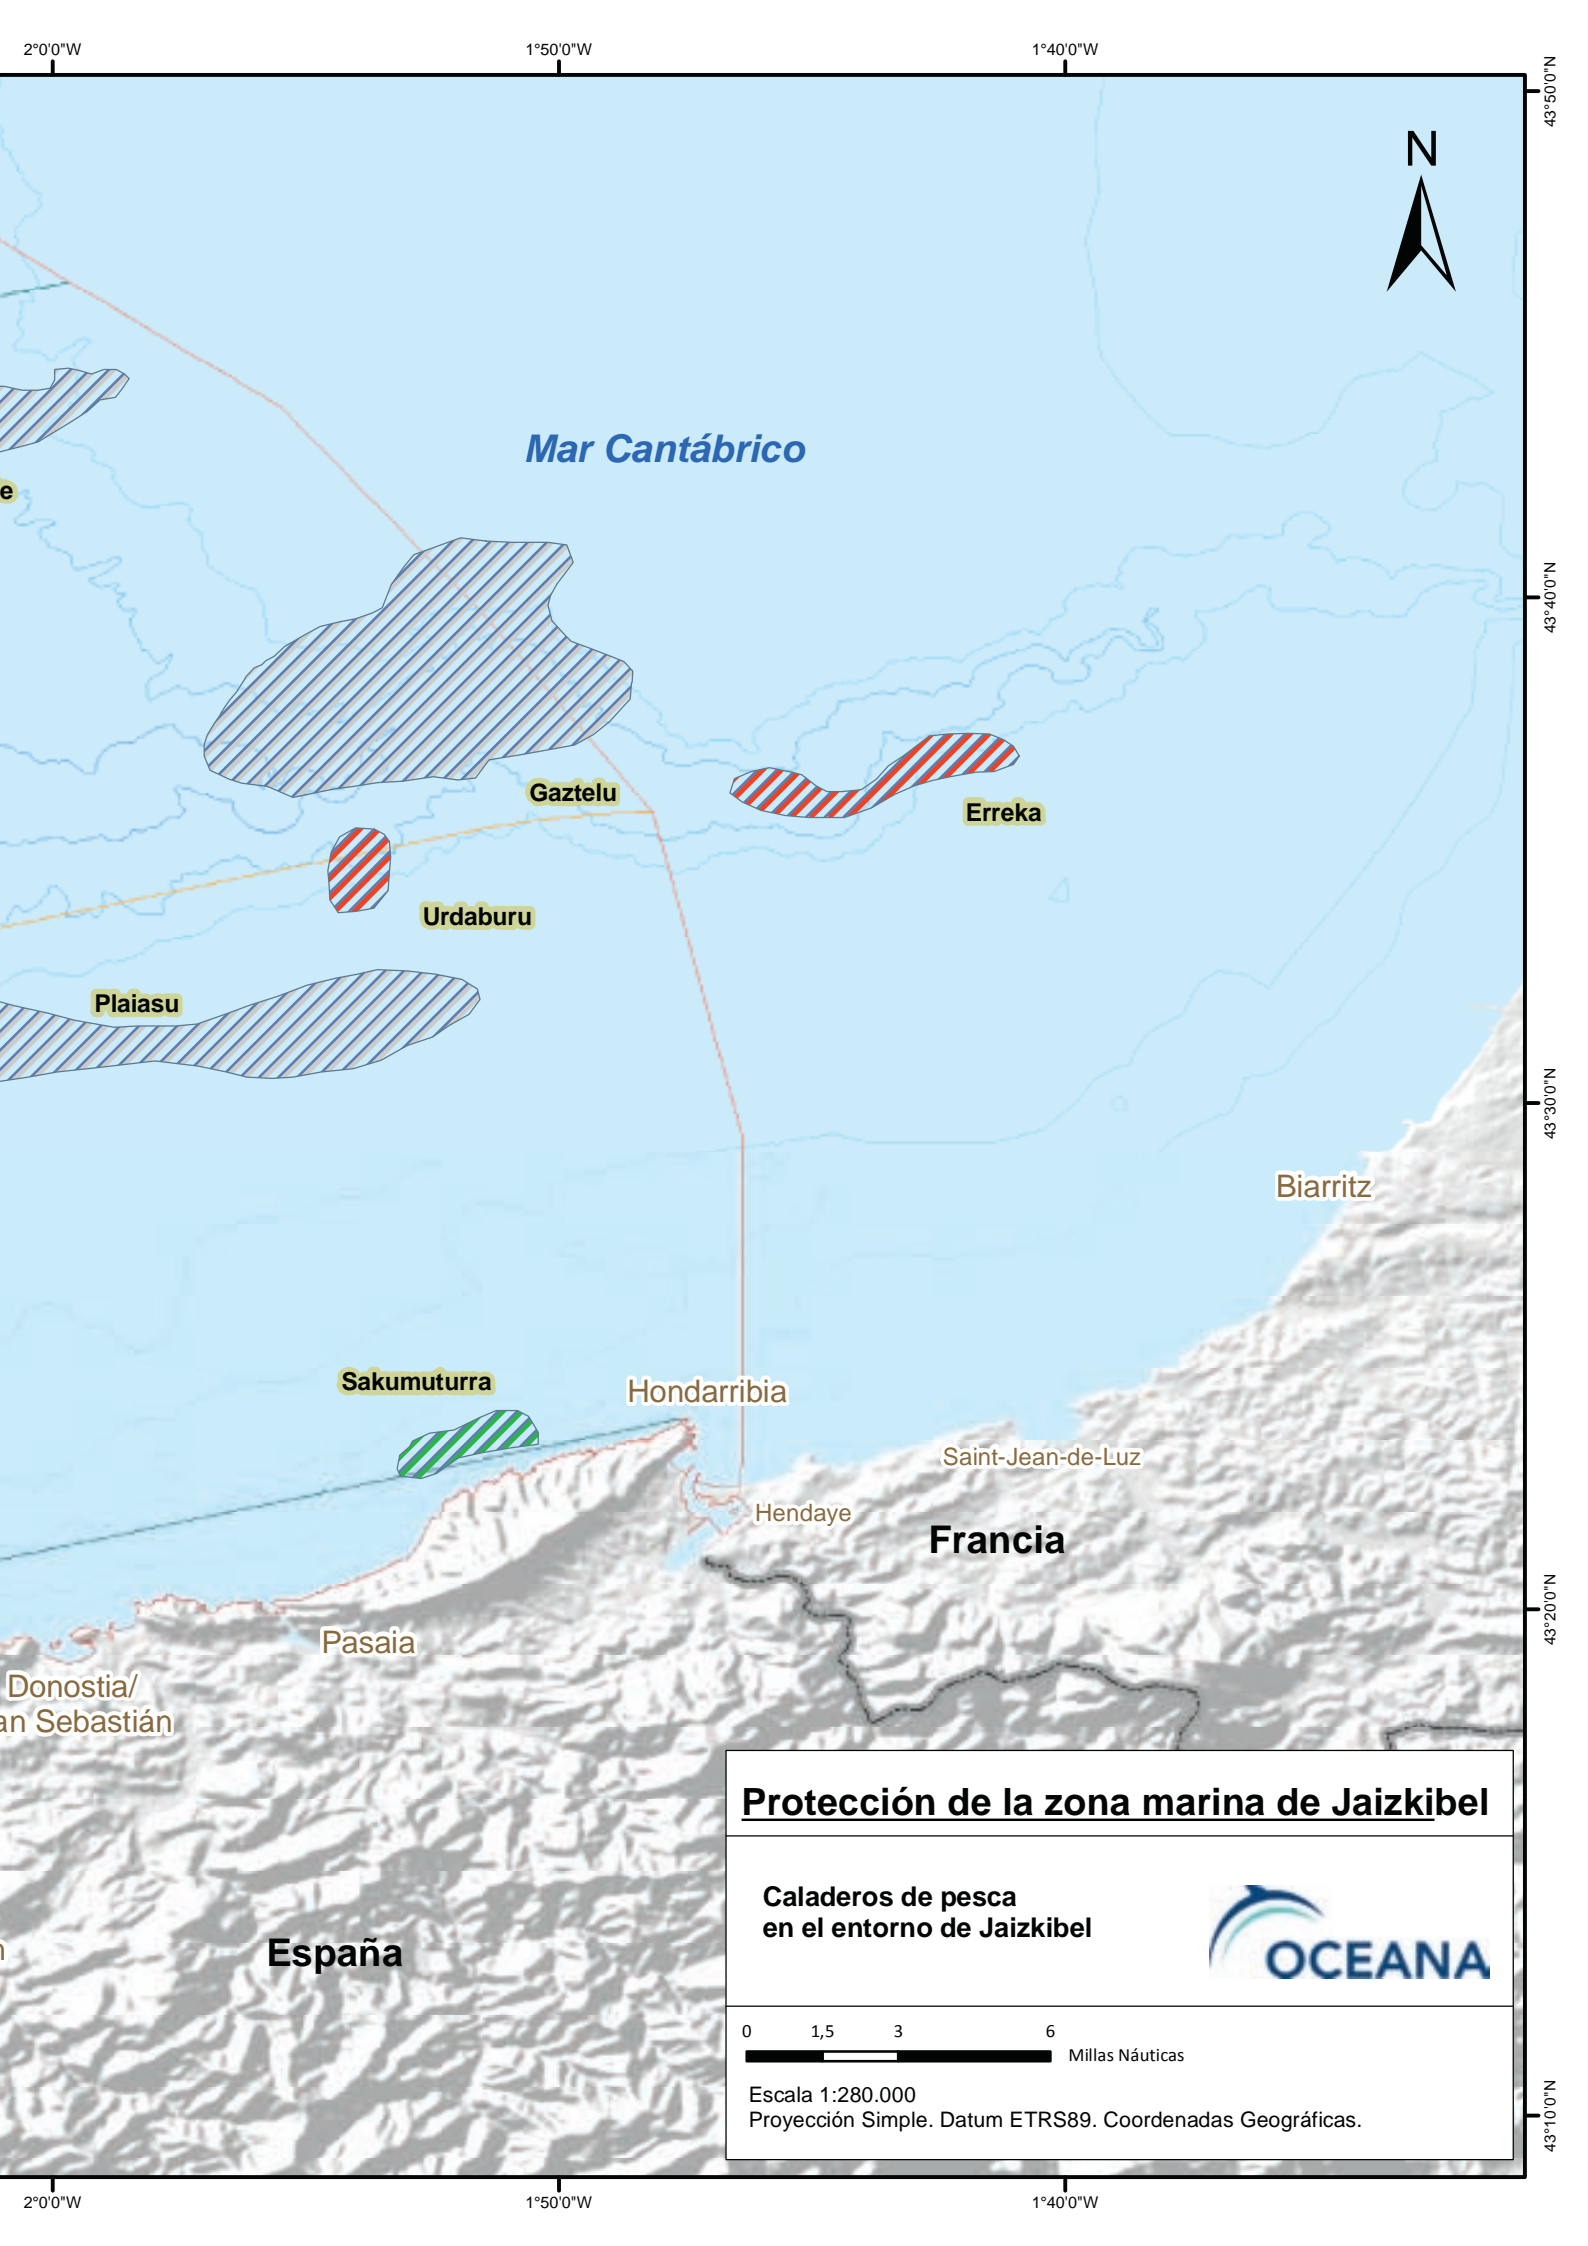 2°0'0"W
1°50'0"W
1°40'0"W
43°50'0"N
N
Mar Cantábrico
43°40'0"N
Gaztelu
Erreka
Urdaburu
Plaiasu
43°30'0"N
Biarritz
Sakumuturra
Hondarribia
Saint-Jean-de-Luz
Hendaye
Francia
43°20'0"N
Pasaia
Donostia/
an Sebastián
España
Protección de la zona marina de Jaizkibel
Caladeros de pesca
en el entorno de Jaizkibel
OCEANA
0 1,5 3 6
Millas Náuticas
Escala 1:280.000
Proyección Simple. Datum ETRS89. Coordenadas Geográficas.
43°10'0"N
2°0'0"W
1°50'0"W
1°40'0"W